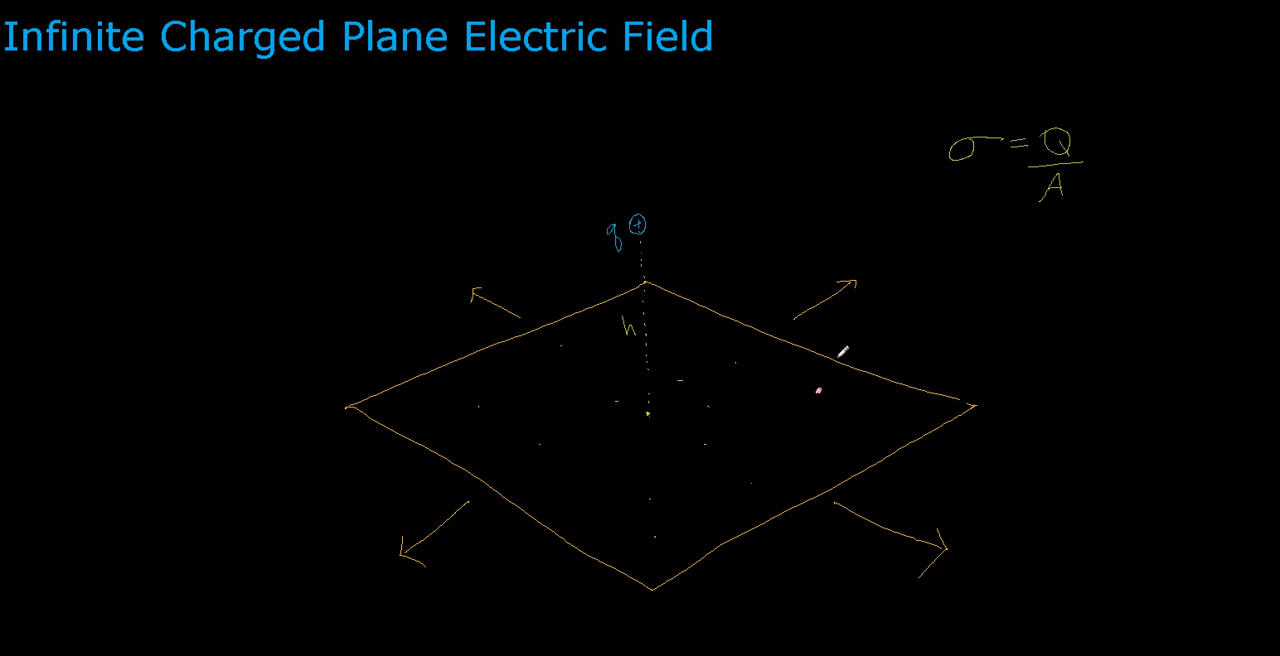 Infinite Charged Plane Electric Field
σ = Q
A
q +
h